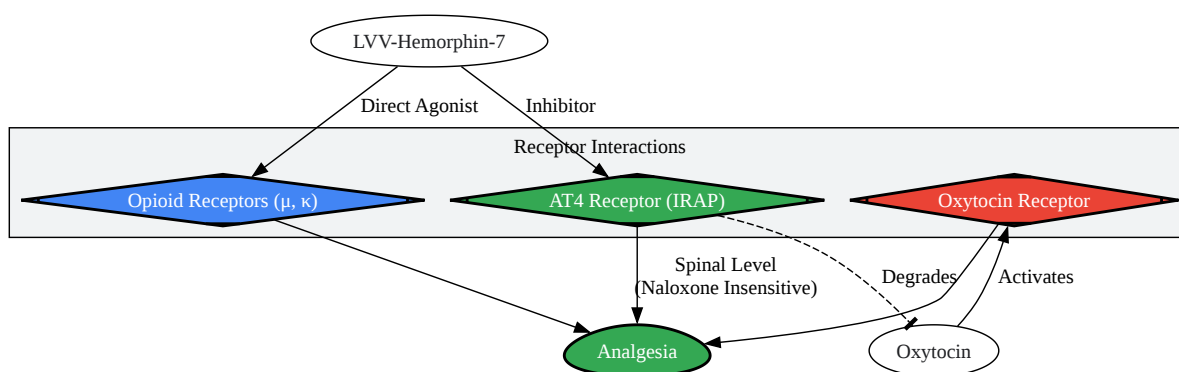 LVV-Hemorphin-7
Direct Agonist
Inhibitor
Receptor Interactions
Opioid Receptors (μ, κ)
AT4 Receptor (IRAP)
Oxytocin Receptor
Spinal Level
(Naloxone Insensitive)
Degrades
Activates
Analgesia
Oxytocin